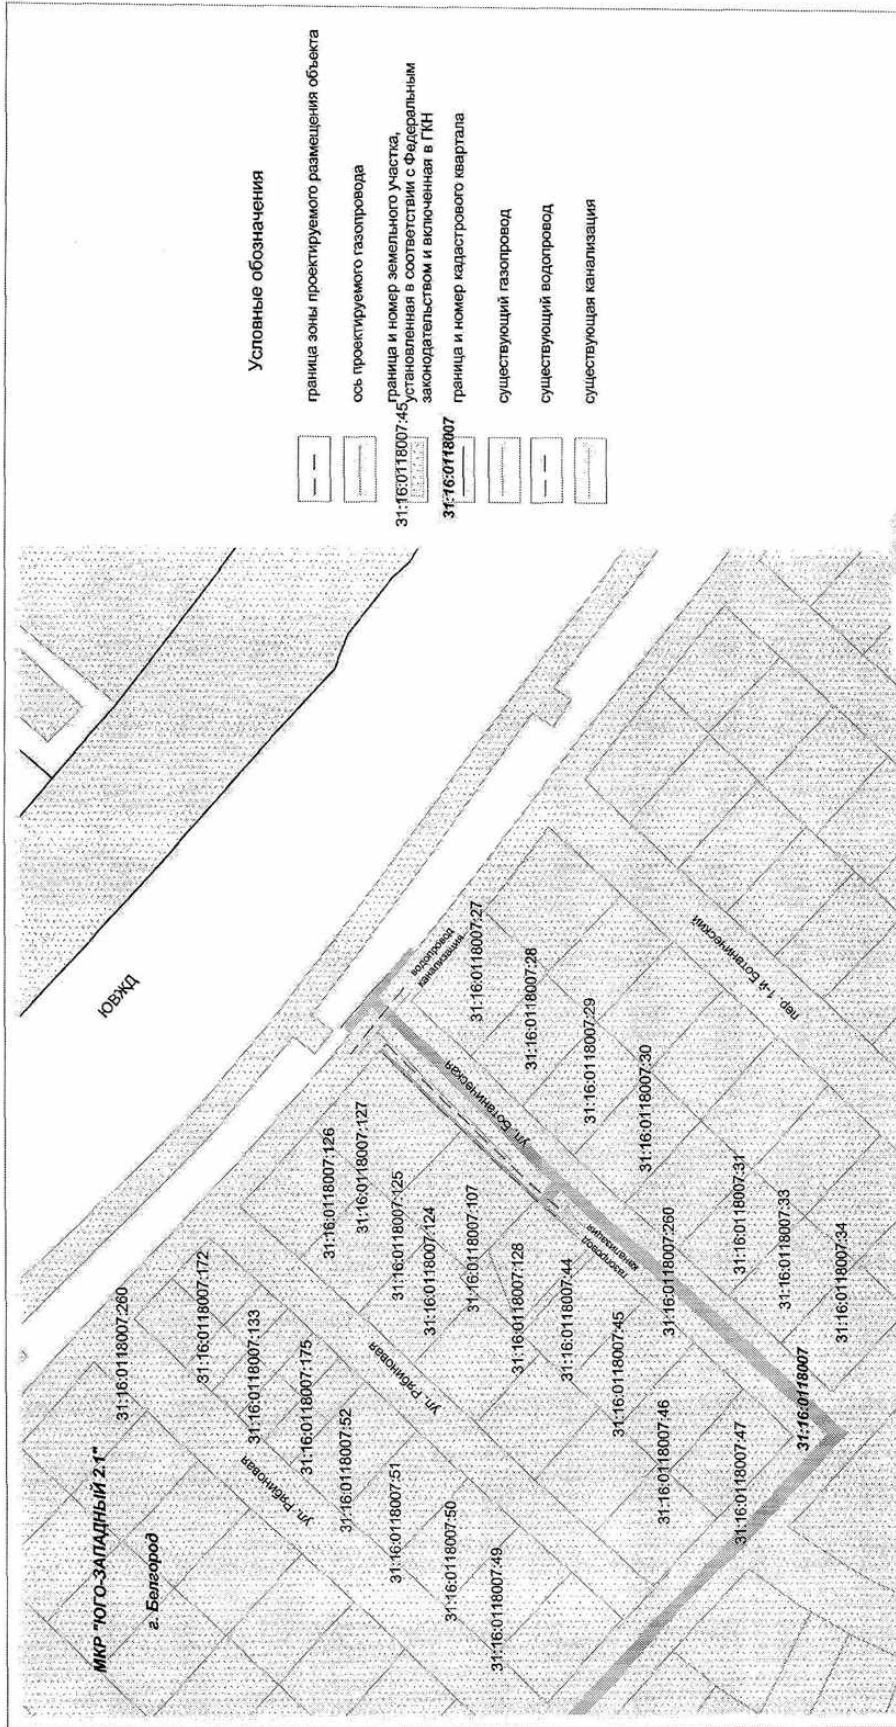 МКР "ЮГО-ЗАПАДНЫЙ 2.1"
г. Белгород
ЮВЖД
31:16:0118007:260
31:16:0118007:172
31:16:0118007:133
31:16:0118007:175
31:16:0118007:52
31:16:0118007:51
31:16:0118007:50
31:16:0118007:49
ул. Рябиновая
ул. Рябиновая
31:16:0118007:126
31:16:0118007:127
31:16:0118007:125
31:16:0118007:124
31:16:0118007:107
31:16:0118007:128
31:16:0118007:44
31:16:0118007:45
31:16:0118007:46
31:16:0118007:47
ул. Ботаническая
водопровод
канализация
газопровод
канализация
31:16:0118007:260
31:16:0118007:27
31:16:0118007:28
31:16:0118007:29
31:16:0118007:30
31:16:0118007:31
31:16:0118007:33
31:16:0118007:34
31:16:0118007
пер. 1-й Ботанический
Условные обозначения
граница зоны проектируемого размещения объекта
ось проектируемого газопровода
31:16:0118007:45
граница и номер земельного участка,
установленная в соответствии с Федеральным
законодательством и включенная в ГКН
31:16:0118007
граница и номер кадастрового квартала
существующий газопровод
существующий водопровод
существующая канализация